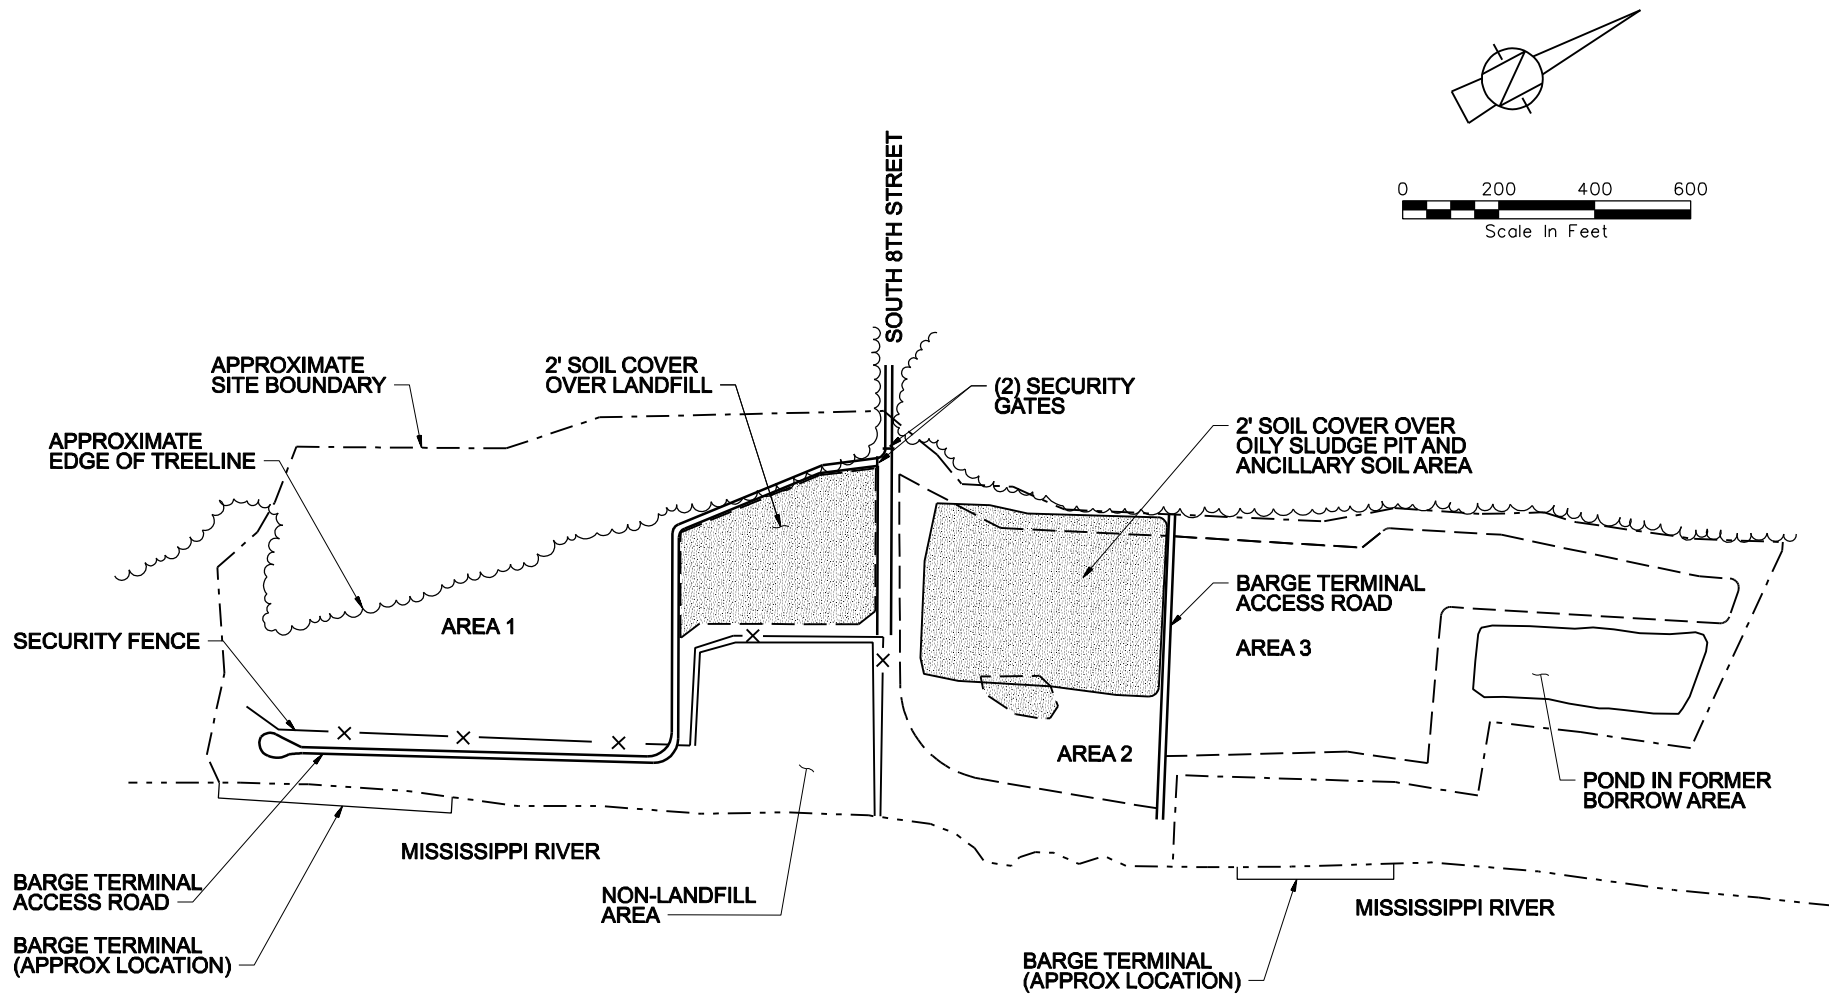 0 200 400 600
Scale In Feet
SOUTH 8TH STREET
APPROXIMATE
SITE BOUNDARY
2' SOIL COVER
OVER LANDFILL
(2) SECURITY
GATES
2' SOIL COVER OVER
OILY SLUDGE PIT AND
ANCILLARY SOIL AREA
APPROXIMATE
EDGE OF TREELINE
BARGE TERMINAL
ACCESS ROAD
AREA 1
SECURITY FENCE
AREA 3
AREA 2
POND IN FORMER
BORROW AREA
MISSISSIPPI RIVER
BARGE TERMINAL
ACCESS ROAD
NON-LANDFILL
AREA
MISSISSIPPI RIVER
BARGE TERMINAL
(APPROX LOCATION)
BARGE TERMINAL
(APPROX LOCATION)